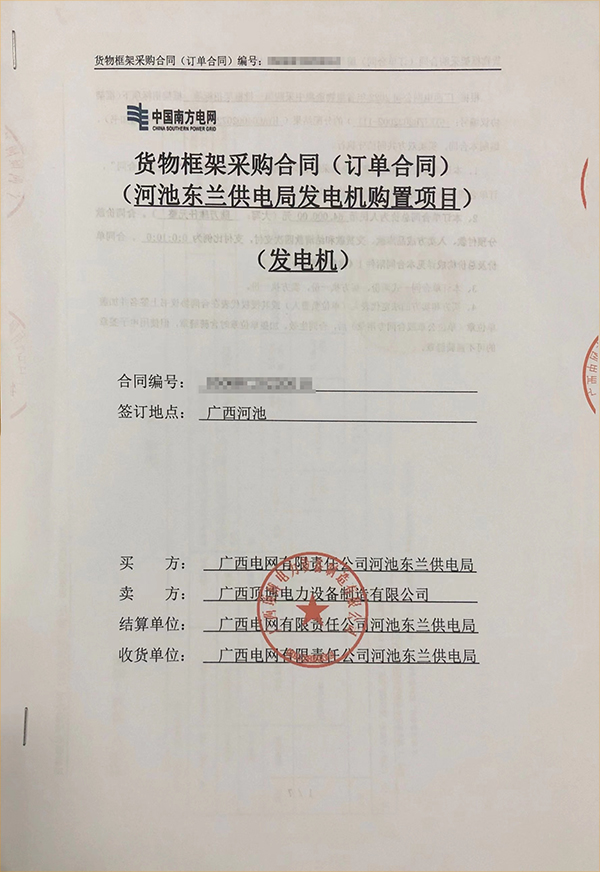 货物框架采购合同（订单合同）编号：
中国南方电网
CHINA SOUTHERN POWER GRID
货物框架采购合同（订单合同）
（河池东兰供电局发电机购置项目）
（发电机）
合同编号：
签订地点： 广西河池
买 方： 广西电网有限责任公司河池东兰供电局
卖 方： 广西顶博电力设备制造有限公司
结算单位： 广西电网有限责任公司河池东兰供电局
收货单位： 广西电网有限责任公司河池东兰供电局